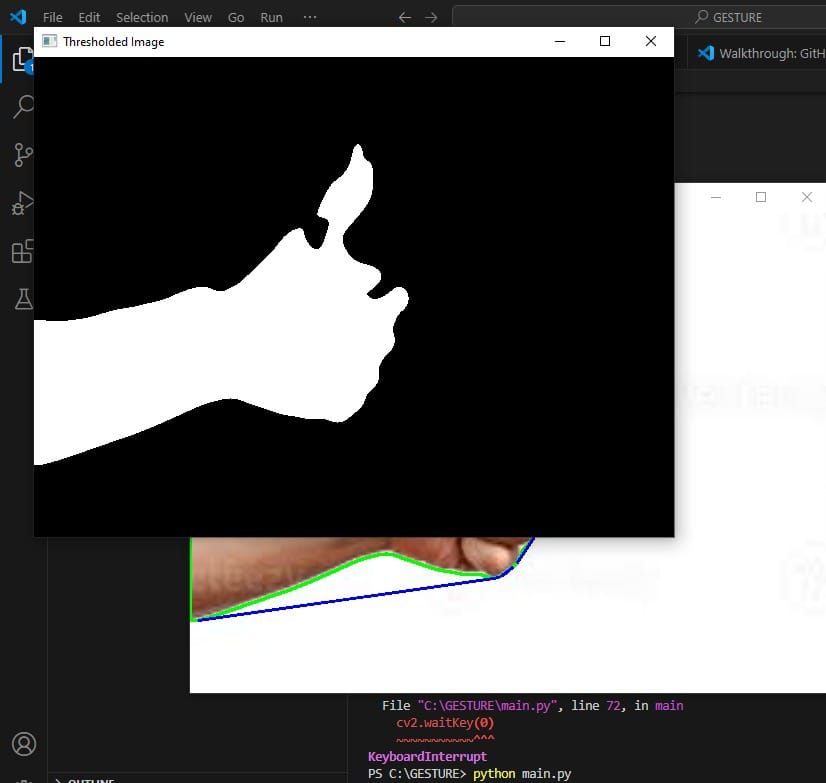 File Edit Selection View Go Run ···
GESTURE
Thresholded Image
Walkthrough: GitH
File "C:\GESTURE\main.py", line 72, in main
cv2.waitKey(0)
~~~~~~~~~~~^^^
KeyboardInterrupt
PS C:\GESTURE> python main.py
OUTLINE